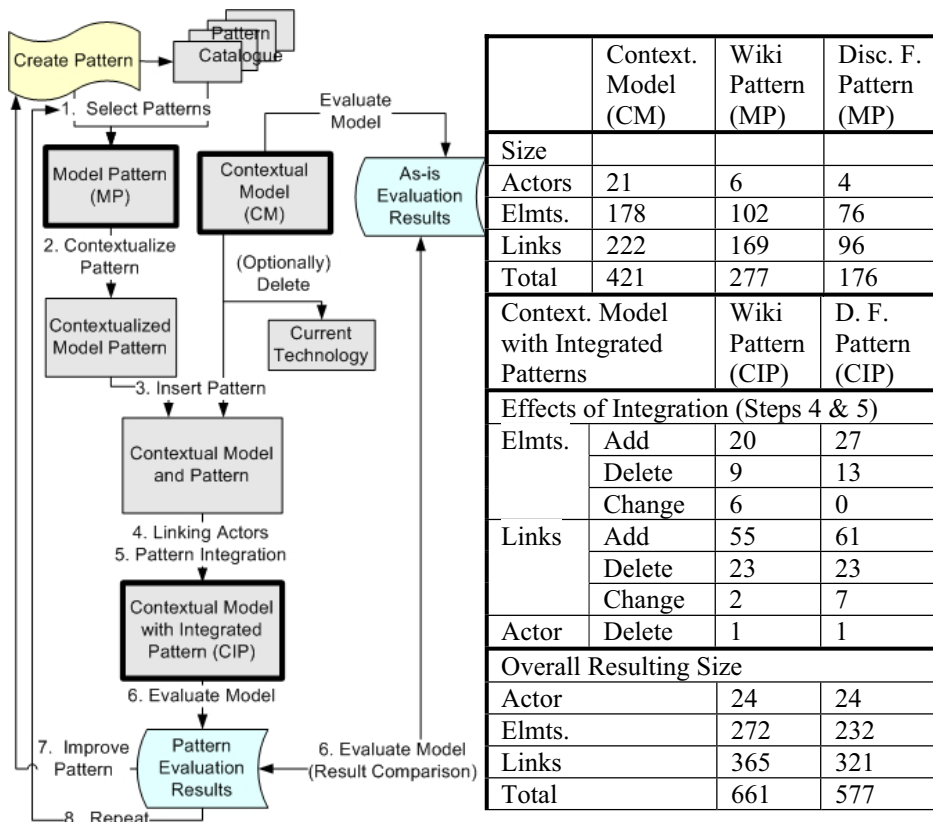 Pattern
Catalogue
Create Pattern
1. Select Patterns
Evaluate
Model
Model Pattern
(MP)
Contextual
Model
(CM)
As-is
Evaluation
Results
2. Contextualize
Pattern
(Optionally)
Delete
Contextualized
Model Pattern
Current
Technology
3. Insert Pattern
Contextual Model
and Pattern
4. Linking Actors
5. Pattern Integration
Contextual Model
with Integrated
Pattern (CIP)
6. Evaluate Model
7. Improve
Pattern
Pattern
Evaluation
Results
6. Evaluate Model
(Result Comparison)
8. Repeat
Context. Wiki Disc. F.
Model Pattern Pattern
(CM) (MP) (MP)
Size
Actors 21 6 4
Elmts. 178 102 76
Links 222 169 96
Total 421 277 176
Context. Model Wiki D. F.
with Integrated Pattern Pattern
Patterns (CIP) (CIP)
Effects of Integration (Steps 4 & 5)
Elmts. Add 20 27
Delete 9 13
Change 6 0
Links Add 55 61
Delete 23 23
Change 2 7
Actor Delete 1 1
Overall Resulting Size
Actor 24 24
Elmts. 272 232
Links 365 321
Total 661 577